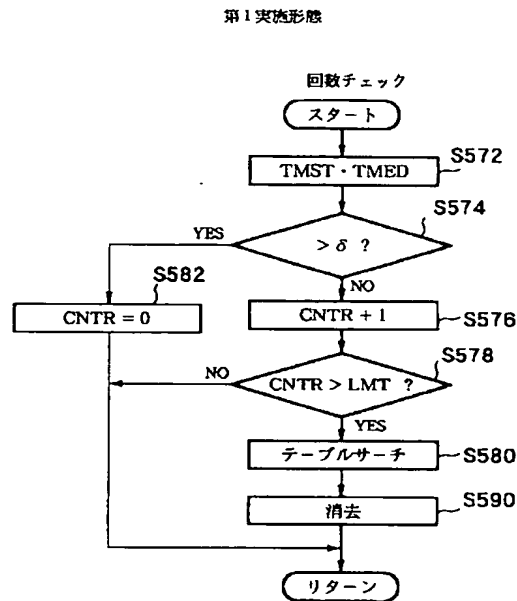 第1実施形態
回数チェック
スタート
TMST・TMED
S572
S574
YES
> δ ?
S582
NO
CNTR = 0
CNTR + 1
S576
S578
NO
CNTR > LMT ?
YES
テーブルサーチ
S580
消去
S590
リターン